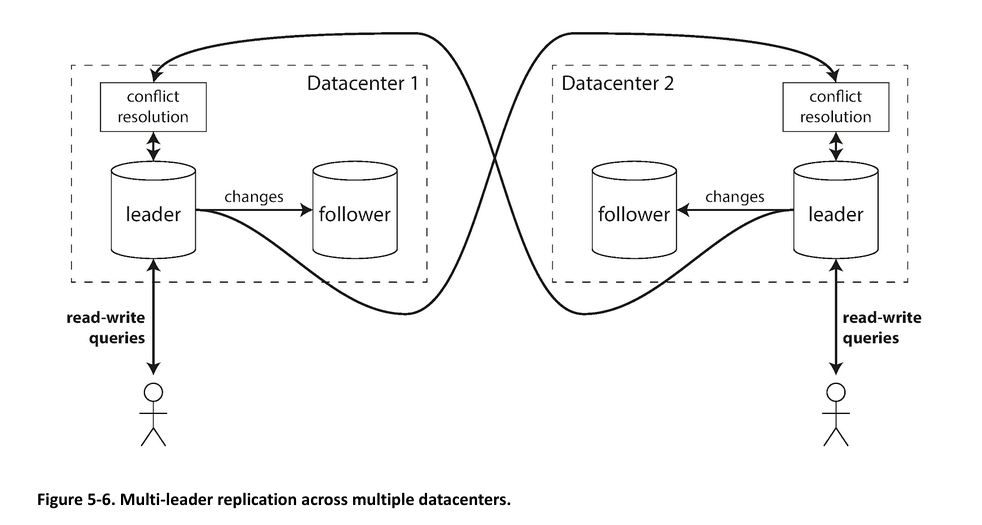 Datacenter 1
conflict
resolution
leader
changes
follower
read-write
queries
Datacenter 2
conflict
resolution
follower
changes
leader
read-write
queries
Figure 5-6. Multi-leader replication across multiple datacenters.